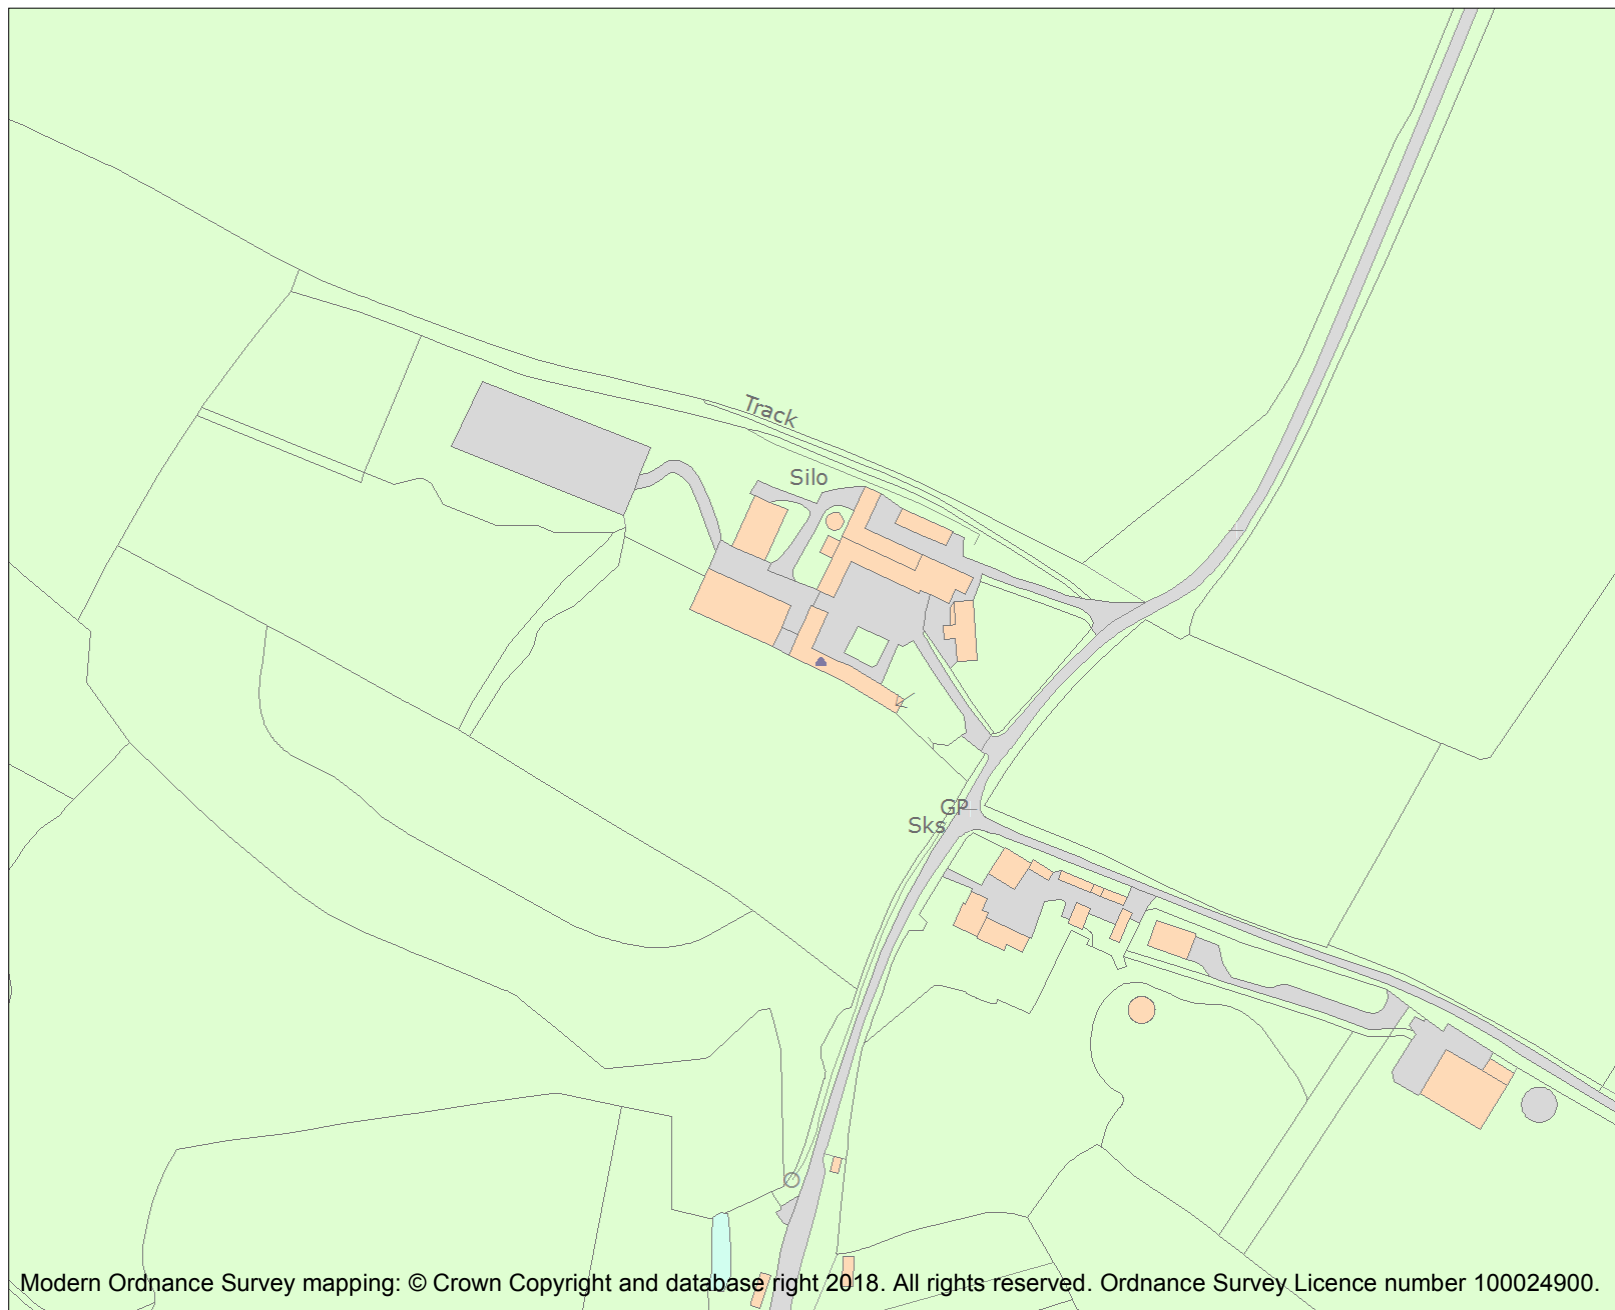 Track
Silo
GP
Sks
Modern Ordnance Survey mapping: © Crown Copyright and database right 2018. All rights reserved. Ordnance Survey Licence number 100024900.